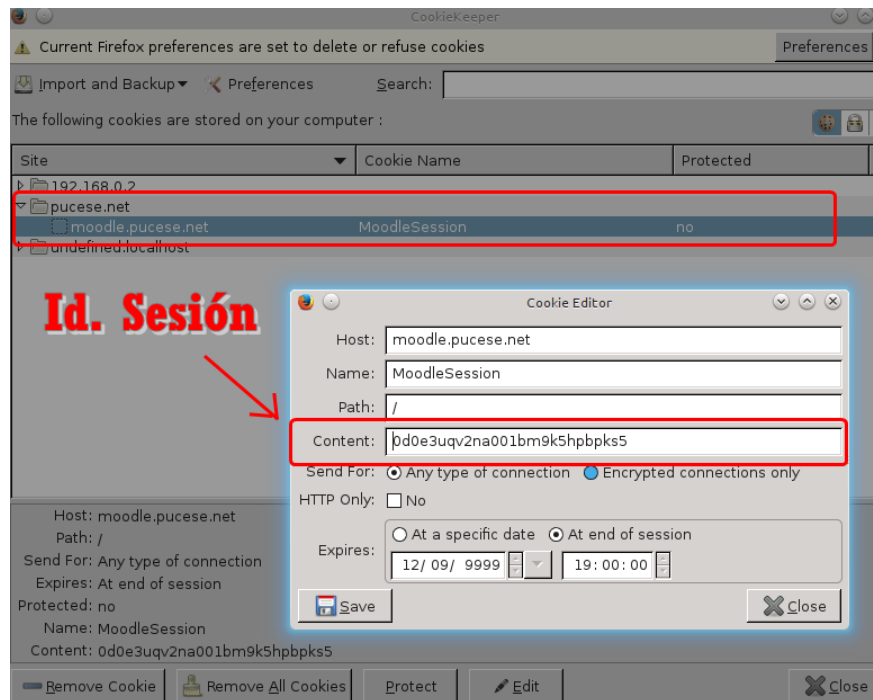 CookieKeeper
Current Firefox preferences are set to delete or refuse cookies Preferences
Import and Backup Preferences Search:
The following cookies are stored on your computer :
Site Cookie Name Protected
192.168.0.2
pucese.net
moodle.pucese.net MoodleSession no
undefined.localhost
Id. Sesión
Cookie Editor
Host: moodle.pucese.net
Name: MoodleSession
Path: /
Content: 0d0e3uqv2na001bm9k5hpbpks5
Send For: Any type of connection Encrypted connections only
HTTP Only: No
Expires: At a specific date At end of session
12/ 09/ 9999 19: 00: 00
Save Close
Host: moodle.pucese.net
Path: /
Send For: Any type of connection
Expires: At end of session
Protected: no
Name: MoodleSession
Content: 0d0e3uqv2na001bm9k5hpbpks5
Remove Cookie Remove All Cookies Protect Edit Close